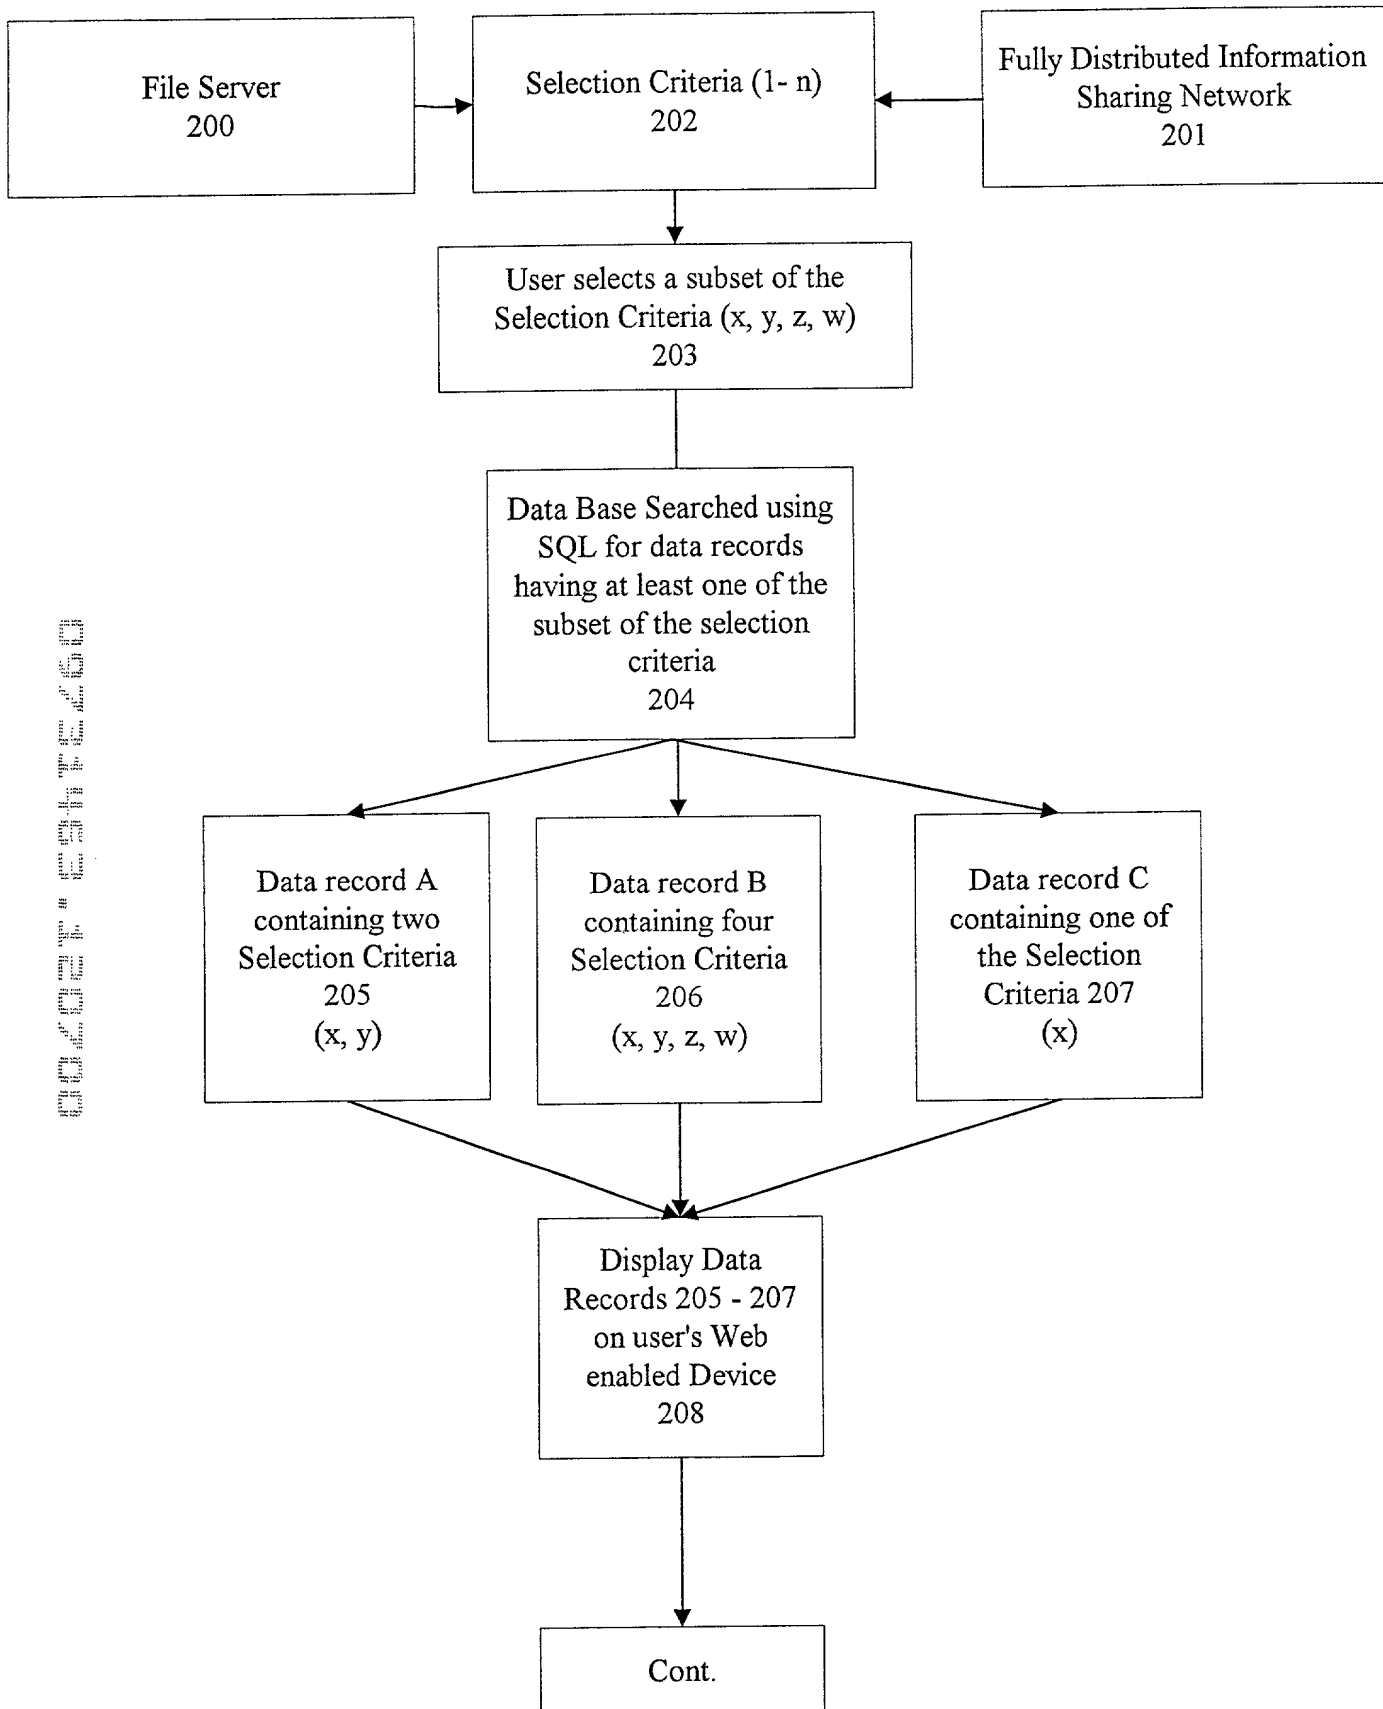 File Server
200
Selection Criteria (1- n)
202
Fully Distributed Information
Sharing Network
201
User selects a subset of the
Selection Criteria (x, y, z, w)
203
Data Base Searched using
SQL for data records
having at least one of the
subset of the selection
criteria
204
Data record A
containing two
Selection Criteria
205
(x, y)
Data record B
containing four
Selection Criteria
206
(x, y, z, w)
Data record C
containing one of
the Selection
Criteria 207
(x)
Display Data
Records 205 - 207
on user's Web
enabled Device
208
Cont.